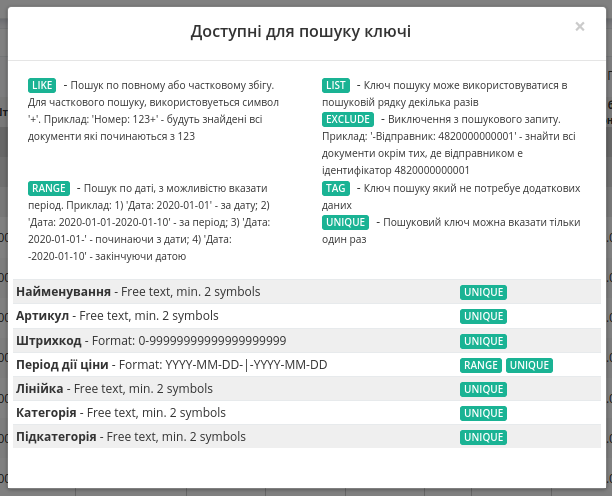 Доступні для пошуку ключі
×
LIKE - Пошук по повному або частковому збігу.
Для часткового пошуку, використовуеться символ
'+'. Приклад: 'Номер: 123+' - будуть знайдені всі
документи які починаються з 123
LIST - Ключ пошуку може використовуватися в
пошуковій рядку декілька разів
EXCLUDE - Виключення з пошукового запиту.
Приклад: '-Відправник: 4820000000001' - знайти всі
документи окрім тих, де відправником е
ідентифікатор 4820000000001
RANGE - Пошук по даті, з можливістю вказати
період. Приклад: 1) 'Дата: 2020-01-01' - за дату; 2)
'Дата: 2020-01-01-2020-01-10' - за період; 3) 'Дата:
2020-01-01-' - починаючи з дати; 4) 'Дата:
-2020-01-10' - закінчуючи датою
TAG - Ключ пошуку який не потребує додаткових
даних
UNIQUE - Пошуковий ключ можна вказати тільки
один раз
Найменування - Free text, min. 2 symbols UNIQUE
Артикул - Free text, min. 2 symbols UNIQUE
Штрихкод - Format: 0-99999999999999999999 UNIQUE
Період дії ціни - Format: YYYY-MM-DD-|-YYYY-MM-DD RANGE UNIQUE
Лінійка - Free text, min. 2 symbols UNIQUE
Категорія - Free text, min. 2 symbols UNIQUE
Підкатегорія - Free text, min. 2 symbols UNIQUE